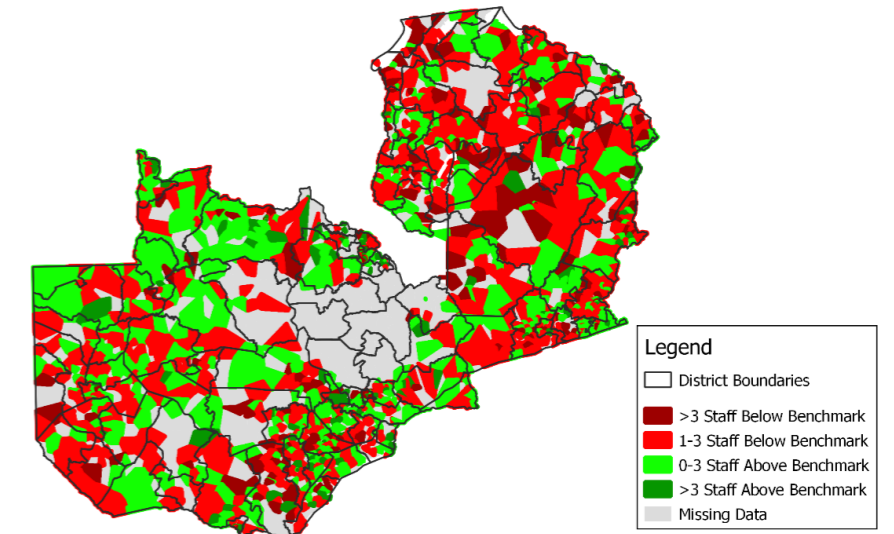 Legend
District Boundaries
>3 Staff Below Benchmark
1-3 Staff Below Benchmark
0-3 Staff Above Benchmark
>3 Staff Above Benchmark
Missing Data